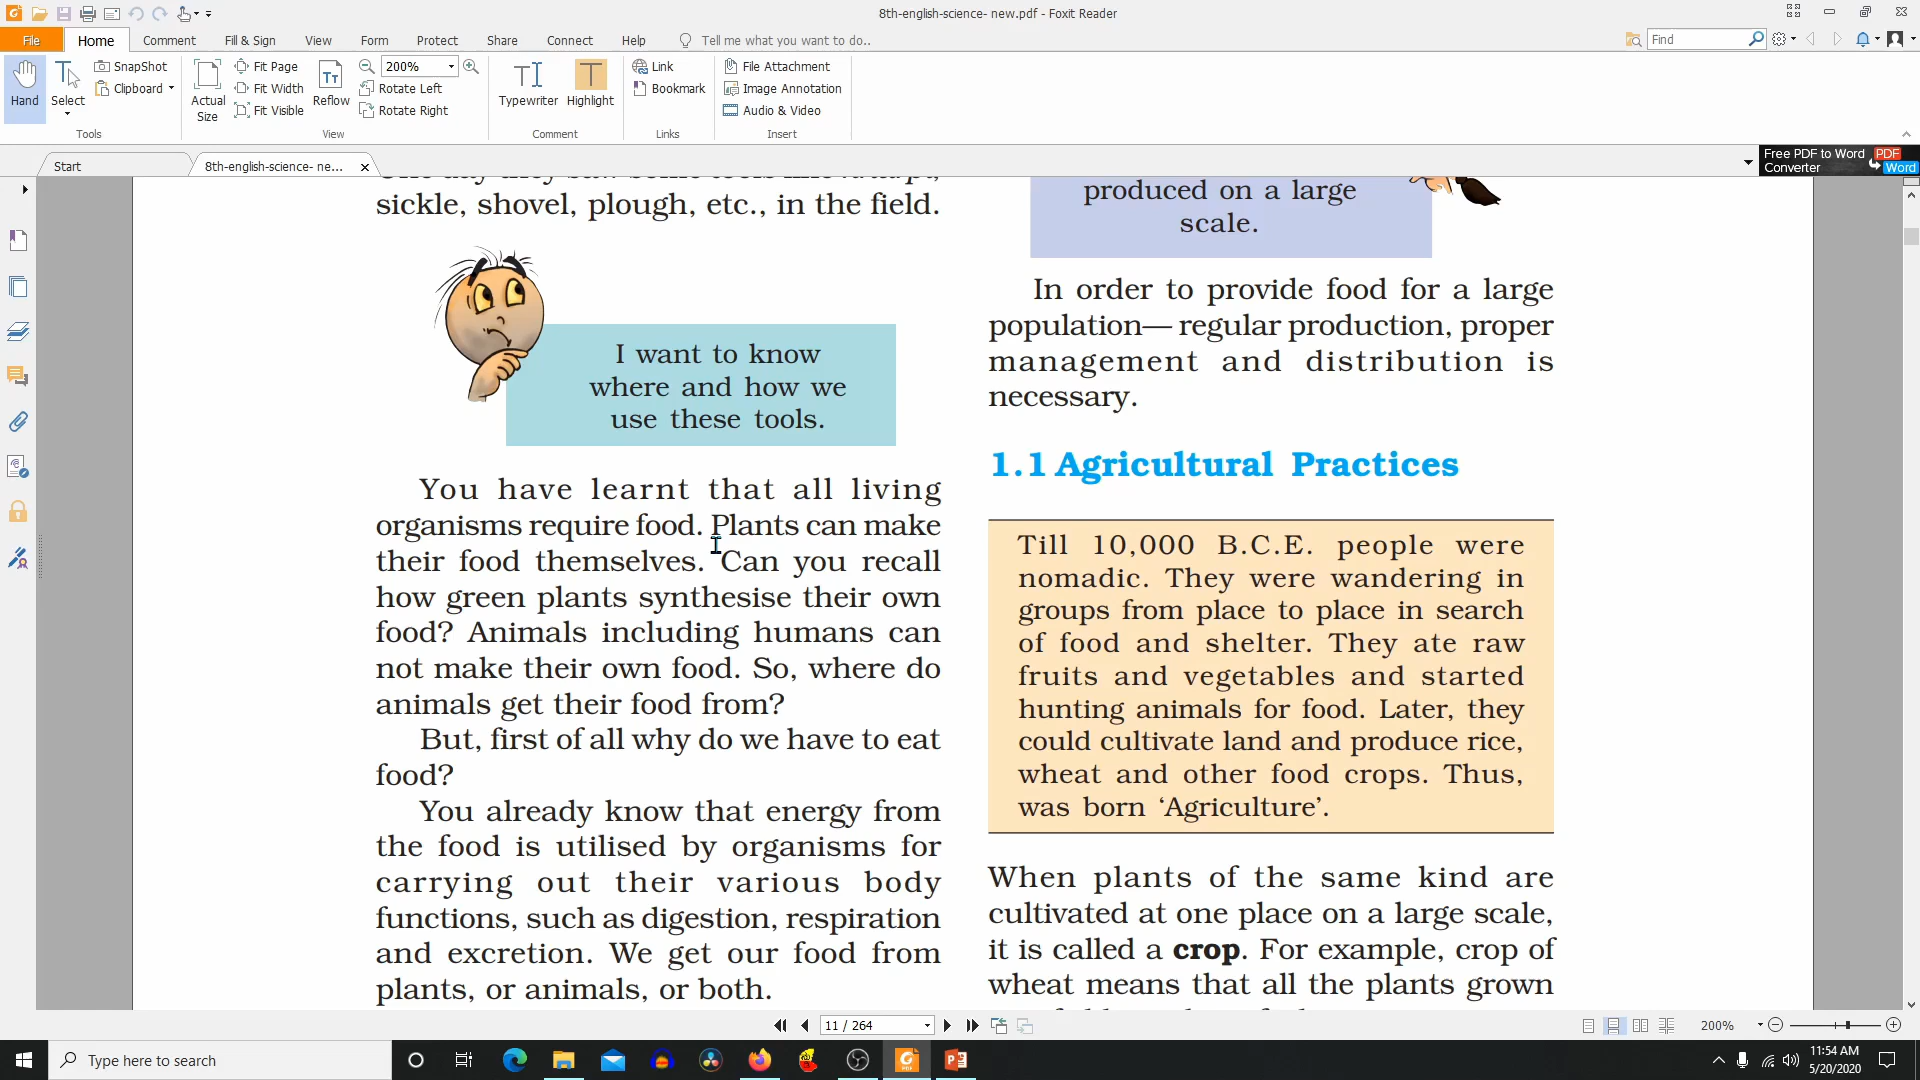 8th-english-science- new.pdf - Foxit Reader
File Home Comment Fill & Sign View Form Protect Share Connect Help Tell me what you want to do.. Find
Hand
Select
SnapShot
Clipboard
Tools
Actual
Size
Fit Page
Fit Width
Fit Visible
Reflow
200%
Rotate Left
Rotate Right
View
Typewriter
Highlight
Comment
Link
Bookmark
Links
File Attachment
Image Annotation
Audio & Video
Insert
Start
8th-english-science- ne...
Free PDF to Word
Converter
PDF
Word
sickle, shovel, plough, etc., in the field.
I want to know
where and how we
use these tools.
You have learnt that all living
organisms require food. Plants can make
their food themselves. Can you recall
how green plants synthesise their own
food? Animals including humans can
not make their own food. So, where do
animals get their food from?
But, first of all why do we have to eat
food?
You already know that energy from
the food is utilised by organisms for
carrying out their various body
functions, such as digestion, respiration
and excretion. We get our food from
plants, or animals, or both.
produced on a large
scale.
In order to provide food for a large
population— regular production, proper
management and distribution is
necessary.
1.1 Agricultural Practices
Till 10,000 B.C.E. people were
nomadic. They were wandering in
groups from place to place in search
of food and shelter. They ate raw
fruits and vegetables and started
hunting animals for food. Later, they
could cultivate land and produce rice,
wheat and other food crops. Thus,
was born ‘Agriculture’.
When plants of the same kind are
cultivated at one place on a large scale,
it is called a crop. For example, crop of
wheat means that all the plants grown
11 / 264
200%
Type here to search
11:54 AM
5/20/2020